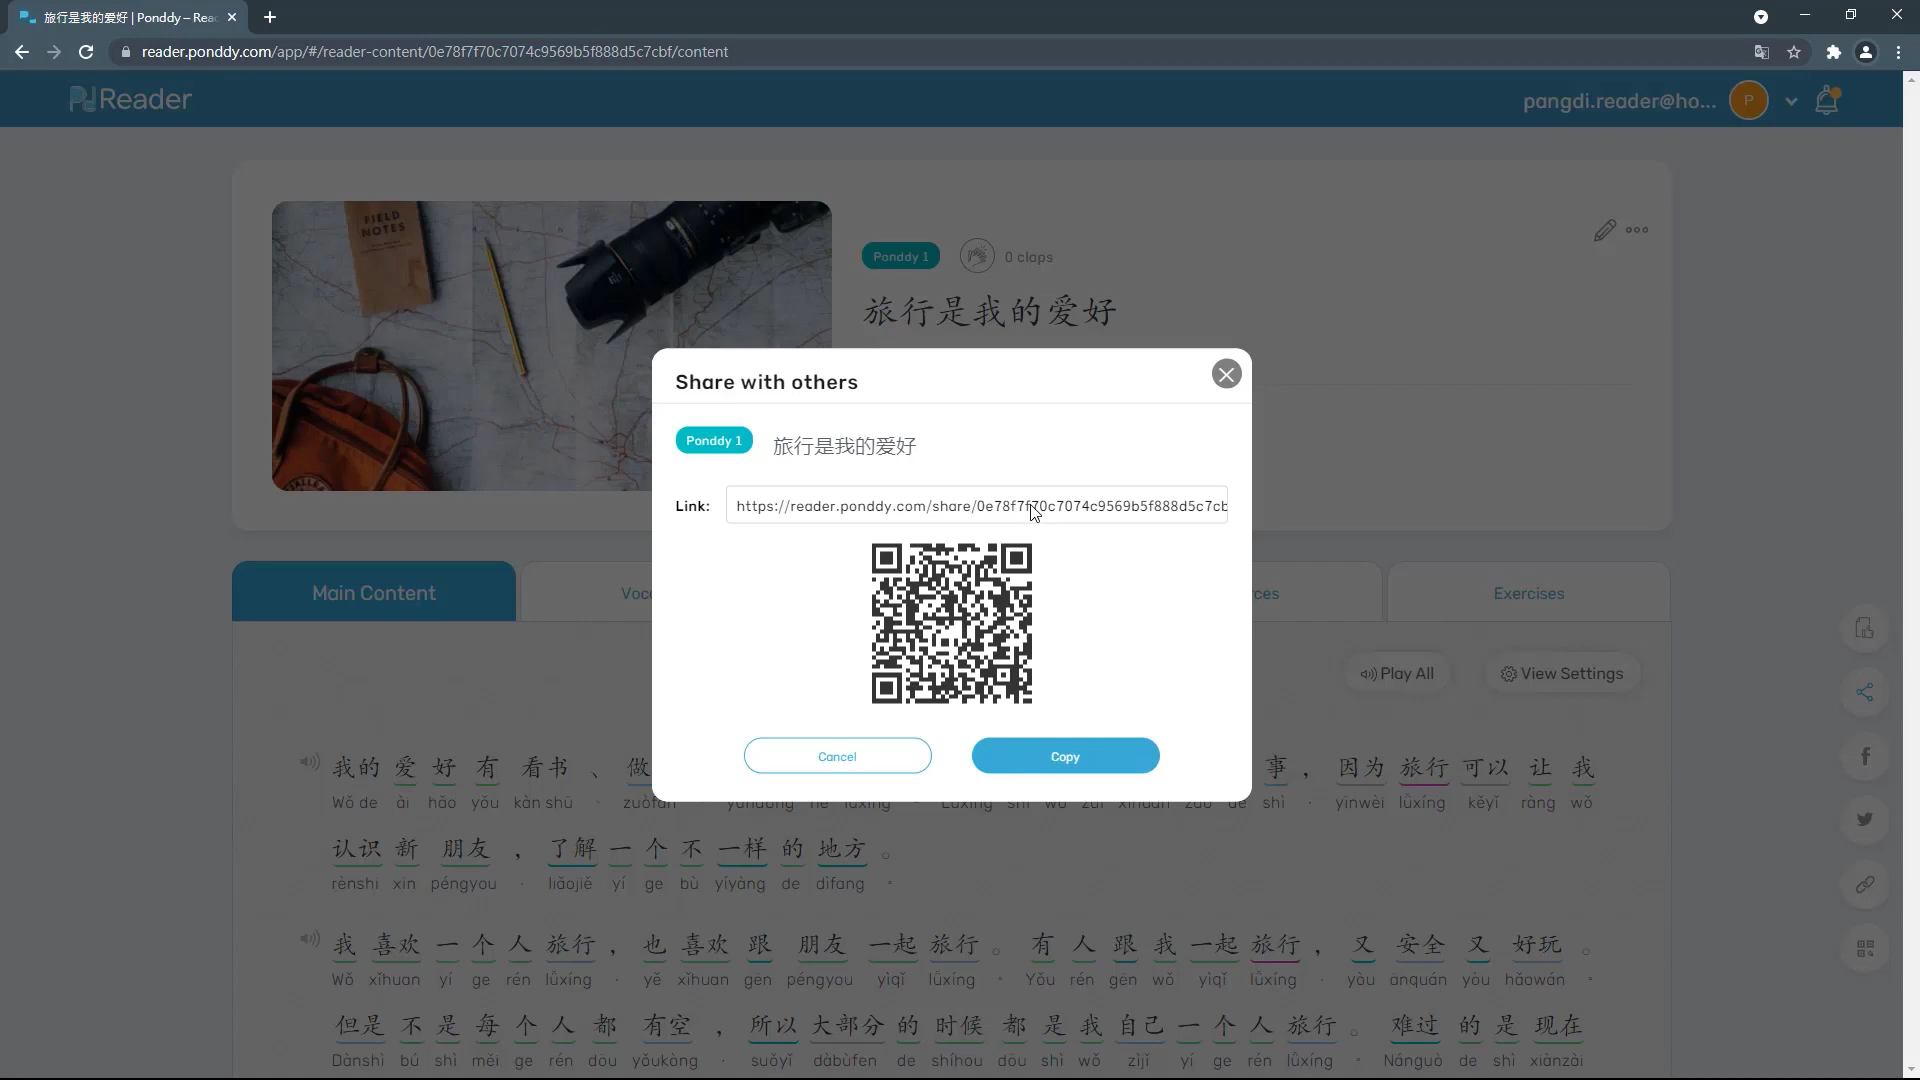 旅行是我的爱好 | Ponddy – Rea
reader.ponddy.com/app/#/reader-content/0e78f7f70c7074c9569b5f888d5c7cbf/content
Reader
pangdi.reader@ho...
P
FIELD
NOTES
Ponddy 1
0 claps
旅行是我的爱好
Share with others
Ponddy 1
旅行是我的爱好
Link:
https://reader.ponddy.com/share/0e78f7f70c7074c9569b5f888d5c7cb
Cancel
Copy
Main Content
Exercises
Play All
View Settings
我的 爱 好 有 看书 、 做 事 ， 因为 旅行 可以 让 我
Wǒ de ài hǎo yǒu kàn shū shì yīnwèi lǚxíng kěyǐ ràng wǒ
认识 新 朋友 ， 了解 一 个 不 一样 的 地方 。
rènshi xīn péngyou · liǎojiě yí ge bù yíyàng de dìfang
我 喜欢 一 个 人 旅行 ， 也 喜欢 跟 朋友 一起 旅行 。 有 人 跟 我 一起 旅行 ， 又 安全 又 好玩 。
Wǒ xǐhuan yí ge rén lǚxíng · yě xǐhuan gēn péngyou yìqǐ lǚxíng · Yǒu rén gēn wǒ yìqǐ lǚxíng · yòu ānquán yòu hǎowán
但是 不 是 每 个 人 都 有空 ， 所以 大部分 的 时候 都 是 我 自己 一 个 人 旅行 。 难过 的 是 现在
Dànshì bú shì měi ge rén dōu yǒukòng · suǒyǐ dàbùfen de shíhou dōu shì wǒ zìjǐ yí ge rén lǚxíng · Nánguò de shì xiànzài